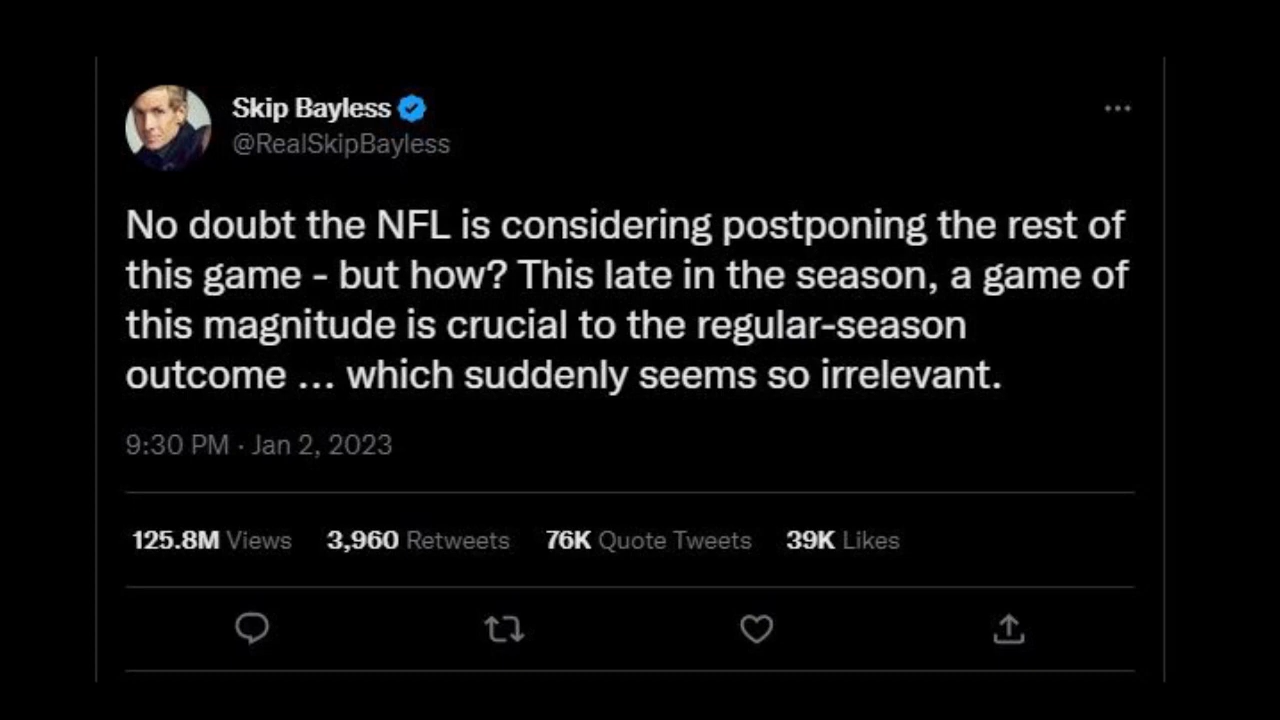 Skip Bayless
@RealSkipBayless
No doubt the NFL is considering postponing the rest of
this game - but how? This late in the season, a game of
this magnitude is crucial to the regular-season
outcome ... which suddenly seems so irrelevant.
9:30 PM · Jan 2, 2023
125.8M Views 3,960 Retweets 76K Quote Tweets 39K Likes